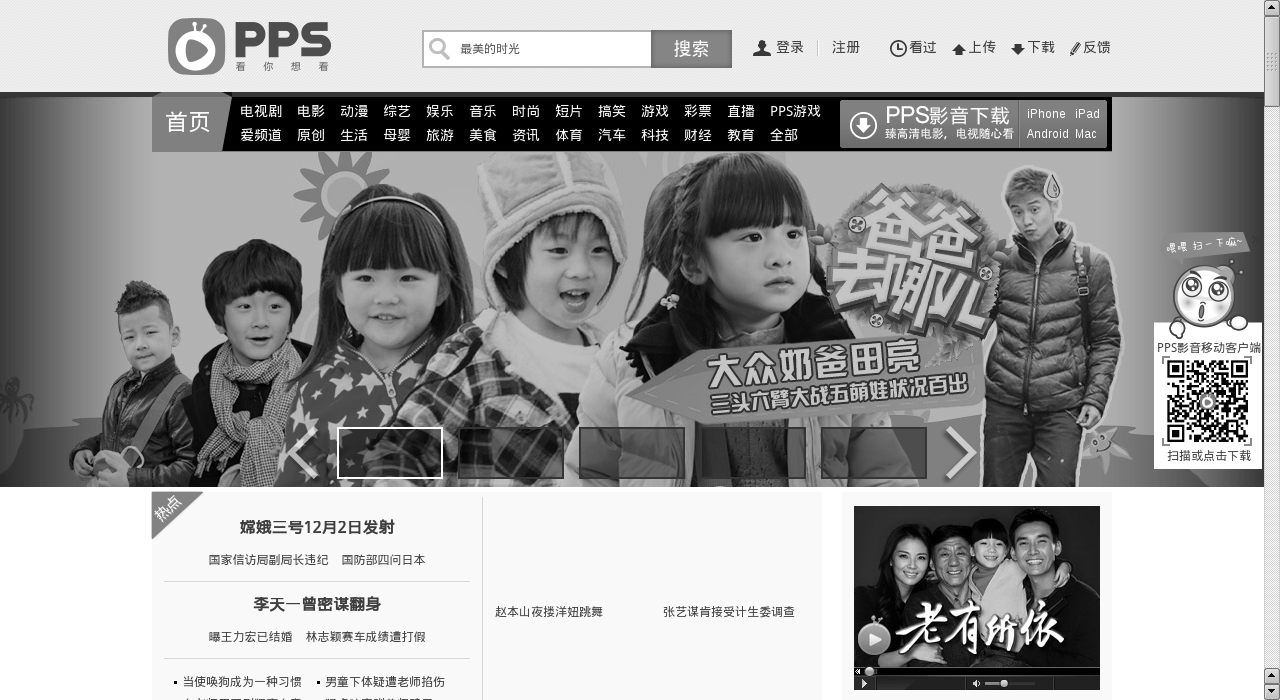 PPS
看你想看
最美的时光
搜索
登录
注册
看过
上传
下载
反馈
首页
电视剧 电影 动漫 综艺 娱乐 音乐 时尚 短片 搞笑 游戏 彩票 直播 PPS游戏
爱频道 原创 生活 母婴 旅游 美食 资讯 体育 汽车 科技 财经 教育 全部
PPS影音下载
臻高清电影，电视随心看
iPhone iPad
Android Mac
爸爸
去哪儿
大众奶爸田亮
三头六臂大战五萌娃状况百出
喂喂 扫一下嘛~
PPS影音移动客户端
扫描或点击下载
热点
嫦娥三号12月2日发射
国家信访局副局长违纪 国防部四问日本
李天一曾密谋翻身
曝王力宏已结婚 林志颖赛车成绩遭打假
当使唤狗成为一种习惯
男童下体疑遭老师掐伤
赵本山夜搂洋妞跳舞
张艺谋肯接受计生委调查
老有所依